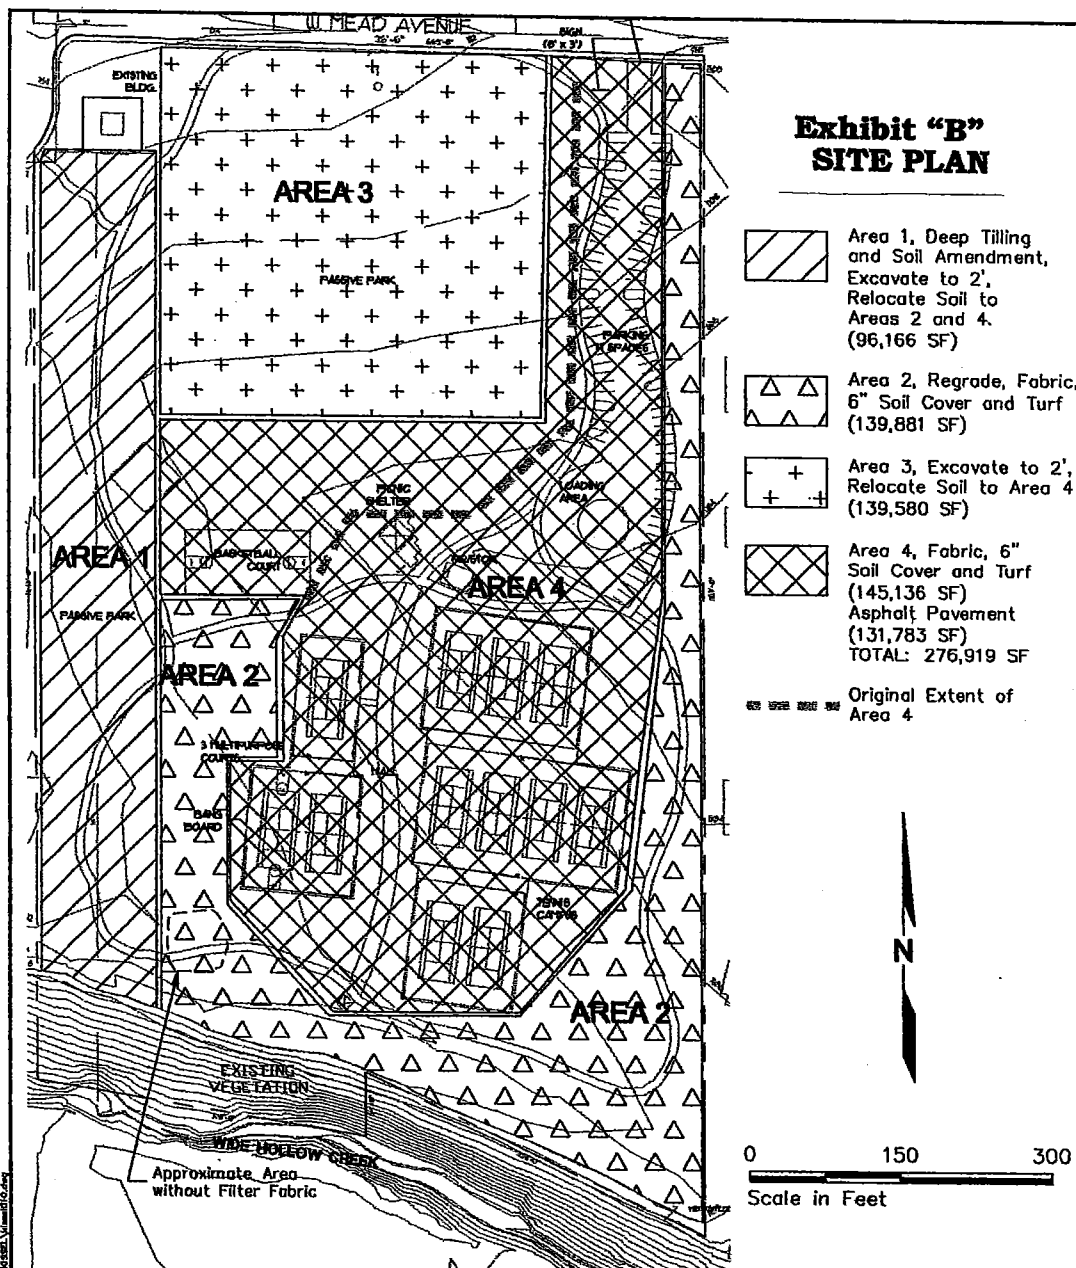 W MEAD AVENUE
SIGN
(6' x 3')
EXISTING
BLDG.
Exhibit “B”
SITE PLAN
AREA 3
PASSIVE PARK
Area 1, Deep Tilling
and Soil Amendment,
Excavate to 2',
Relocate Soil to
Areas 2 and 4.
(96,166 SF)
PARKING
Area 2, Regrade, Fabric,
6" Soil Cover and Turf
(139,881 SF)
Area 3, Excavate to 2',
Relocate Soil to Area 4
(139,580 SF)
PICNIC
SHELTER
LOADING
AREA
Area 4, Fabric, 6"
Soil Cover and Turf
(145,136 SF)
Asphalt Pavement
(131,783 SF)
TOTAL: 276,919 SF
AREA 1
BASKETBALL
COURT
AREA 4
PASSIVE PARK
AREA 2
Original Extent of
Area 4
3 MULTIPURPOSE
COURTS
BANG
BOARD
TENNIS
CAMPUS
N
AREA 2
EXISTING
VEGETATION
WIDE HOLLOW CREEK
Approximate Area
without Filter Fabric
0 150 300
Scale in Feet